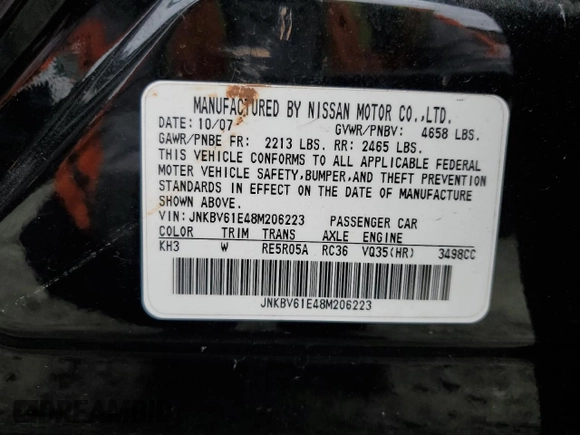 MANUFACTURED BY NISSAN MOTOR CO.,LTD.
DATE: 10/07 GVWR/PNBV: 4658 LBS.
GAWR/PNBE FR: 2213 LBS. RR: 2465 LBS.
THIS VEHICLE CONFORMS TO ALL APPLICABLE FEDERAL
MOTER VEHICLE SAFETY,BUMPER,AND THEFT PREVENTION
STANDARDS IN EFFECT ON THE DATE OF MANUFACTURE
SHOWN ABOVE.
VIN: JNKBV61E48M206223 PASSENGER CAR
COLOR TRIM TRANS AXLE ENGINE
KH3 W RE5R05A RC36 VQ35(HR) 3498CC
JNKBV61E48M206223
DREAMBID